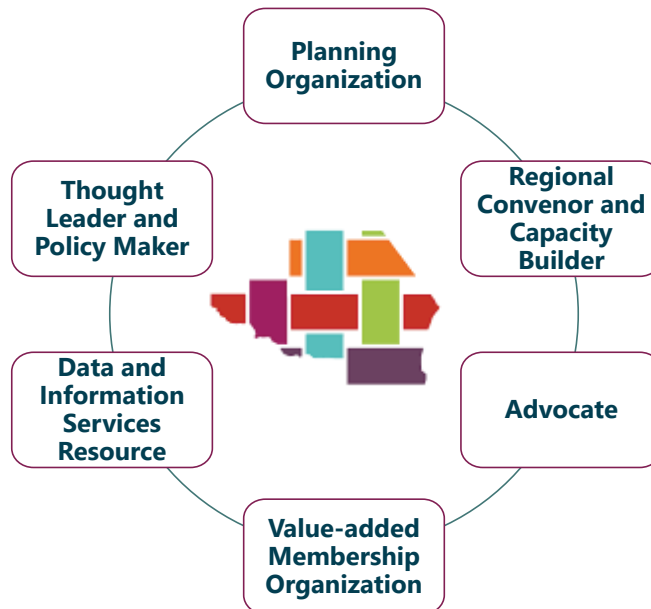 Planning
Organization
Regional
Convenor and
Capacity
Builder
Advocate
Value-added
Membership
Organization
Data and
Information
Services
Resource
Thought
Leader and
Policy Maker